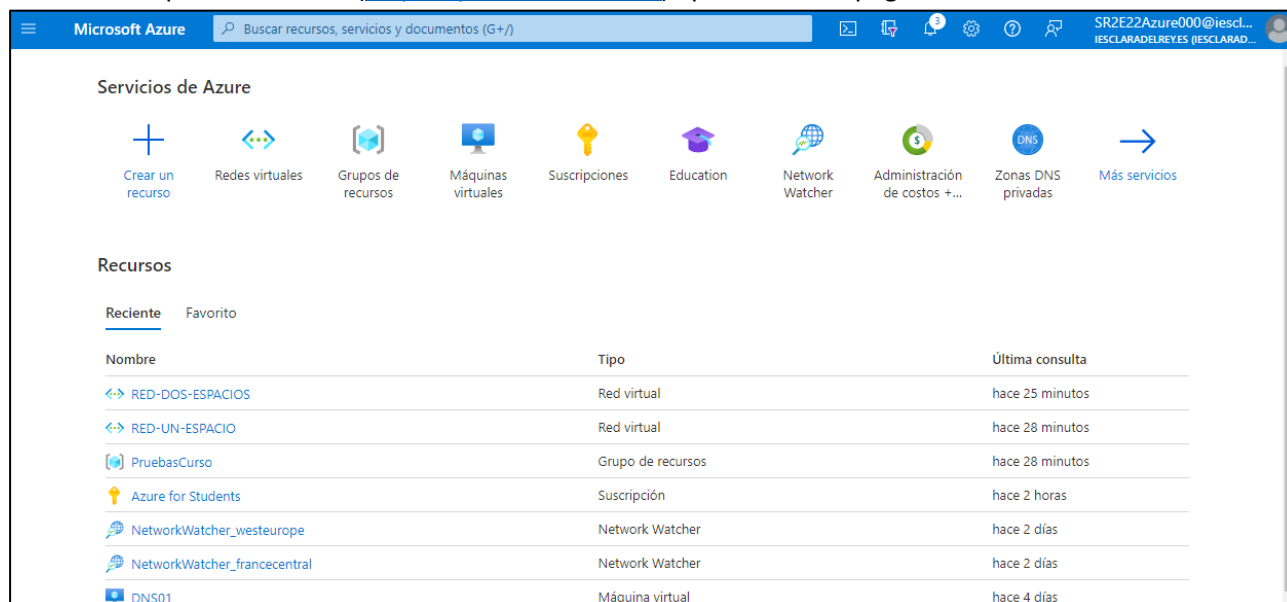 Microsoft Azure
Buscar recursos, servicios y documentos (G+/)
3
SR2E22Azure000@iescl...
IESCLARADELREY.ES (IESCLARAD...
Servicios de Azure
Crear un recurso
Redes virtuales
Grupos de recursos
Máquinas virtuales
Suscripciones
Education
Network Watcher
Administración de costos +...
DNS
Zonas DNS privadas
Más servicios
Recursos
Reciente Favorito
Nombre Tipo Última consulta
RED-DOS-ESPACIOS Red virtual hace 25 minutos
RED-UN-ESPACIO Red virtual hace 28 minutos
PruebasCurso Grupo de recursos hace 28 minutos
Azure for Students Suscripción hace 2 horas
NetworkWatcher_westeurope Network Watcher hace 2 días
NetworkWatcher_francecentral Network Watcher hace 2 días
DNS01 Máquina virtual hace 4 días